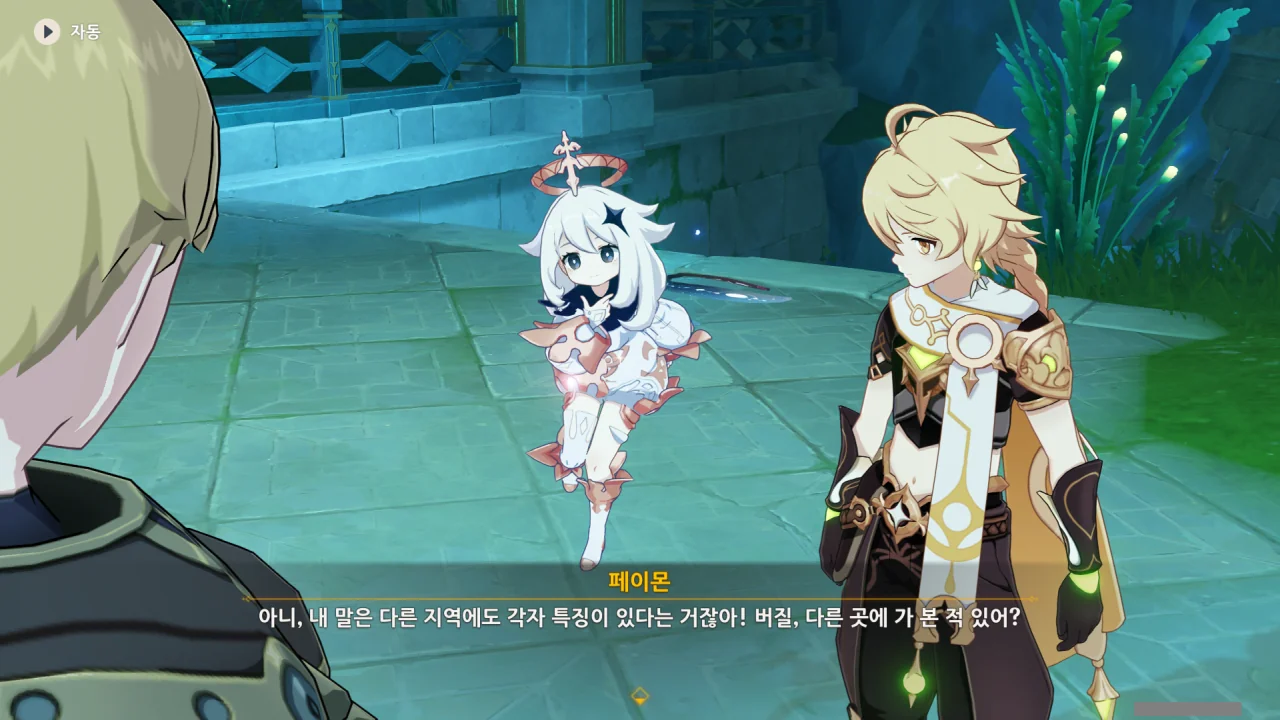 자동
페이몬
아니, 내 말은 다른 지역에도 각자 특징이 있다는 거잖아! 버질, 다른 곳에 가 본 적 있어?